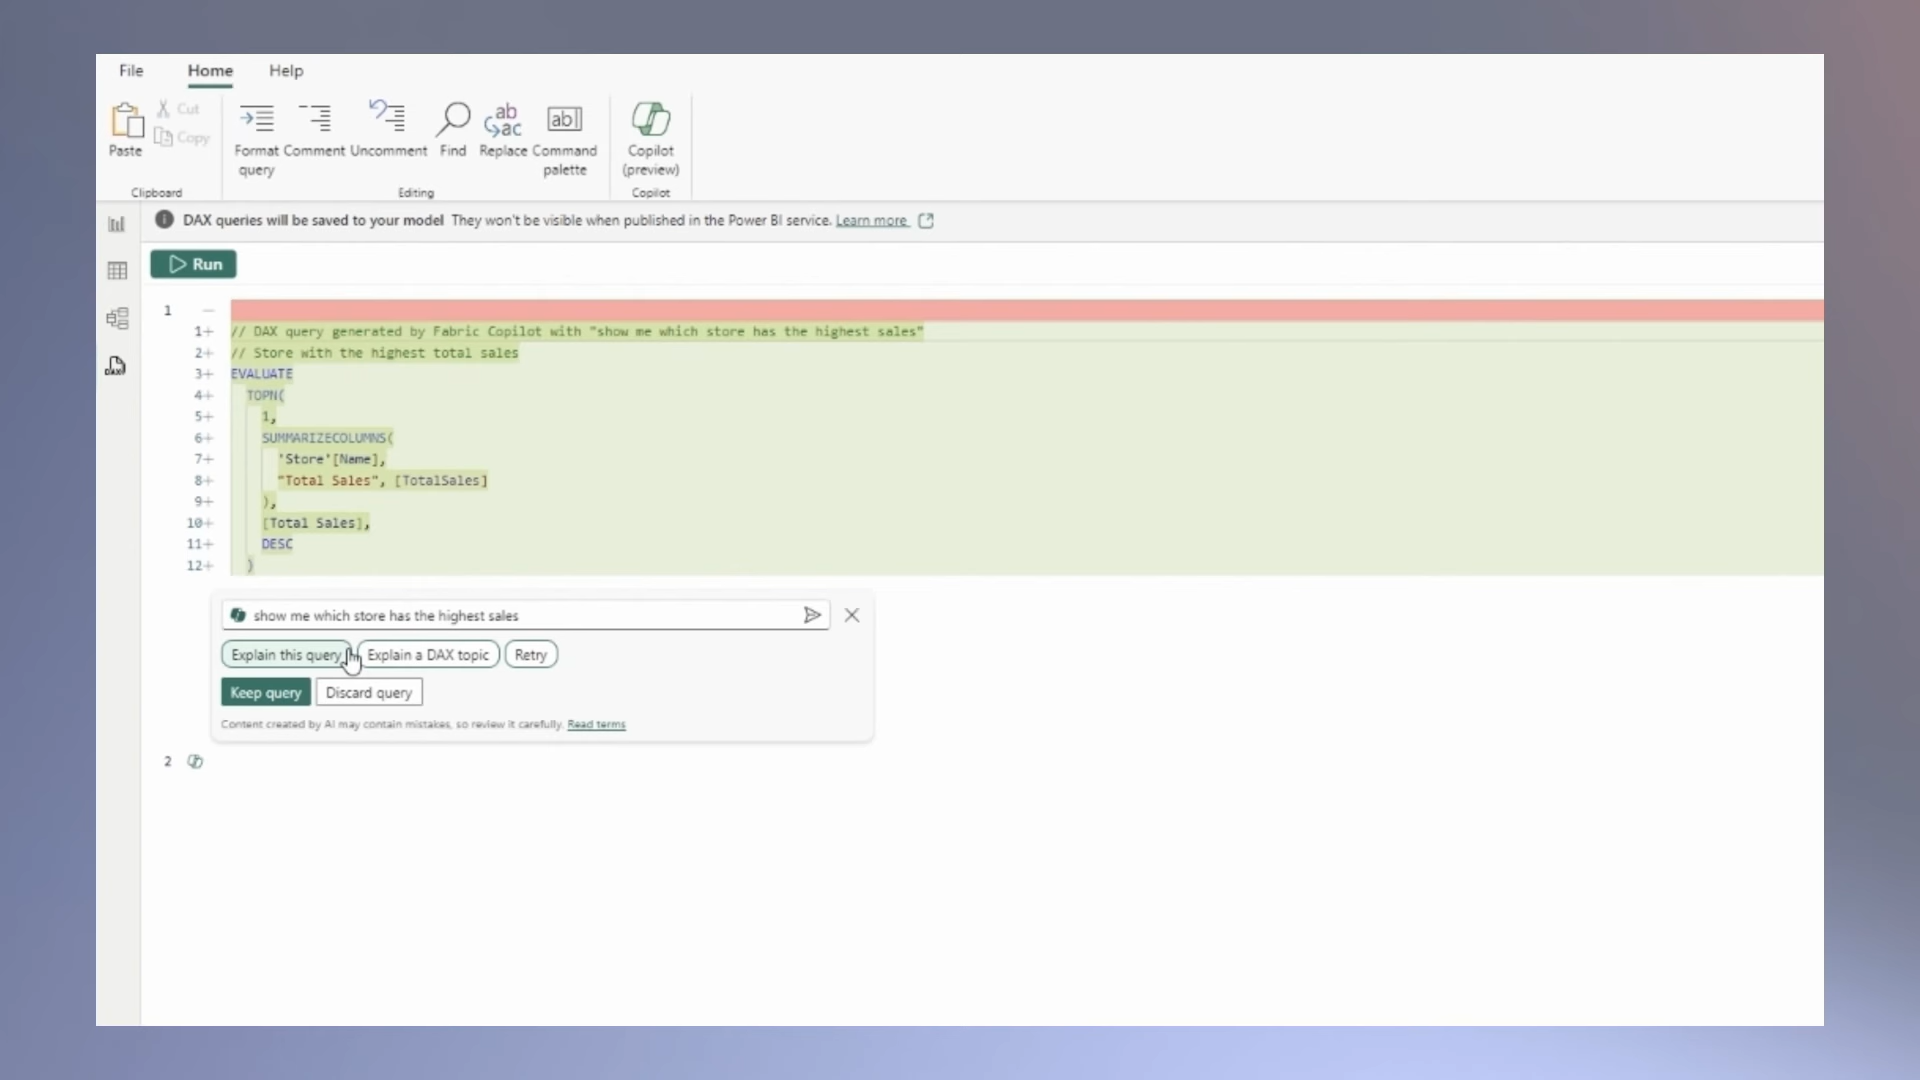 File Home Help
Paste
Cut
Copy
Clipboard
Format query
Comment
Uncomment
Find
ab
ac
Replace
ab
Command palette
Editing
Copilot (preview)
Copilot
DAX queries will be saved to your model They won't be visible when published in the Power BI service. Learn more
DAX
Run
1 —
1+ // DAX query generated by Fabric Copilot with "show me which store has the highest sales"
2+ // Store with the highest total sales
3+ EVALUATE
4+ TOPN(
5+ 1,
6+ SUMMARIZECOLUMNS(
7+ 'Store'[Name],
8+ "Total Sales", [TotalSales]
9+ ),
10+ [Total Sales],
11+ DESC
12+ )
show me which store has the highest sales
Explain this query Explain a DAX topic Retry
Keep query Discard query
Content created by AI may contain mistakes, so review it carefully. Read terms
2